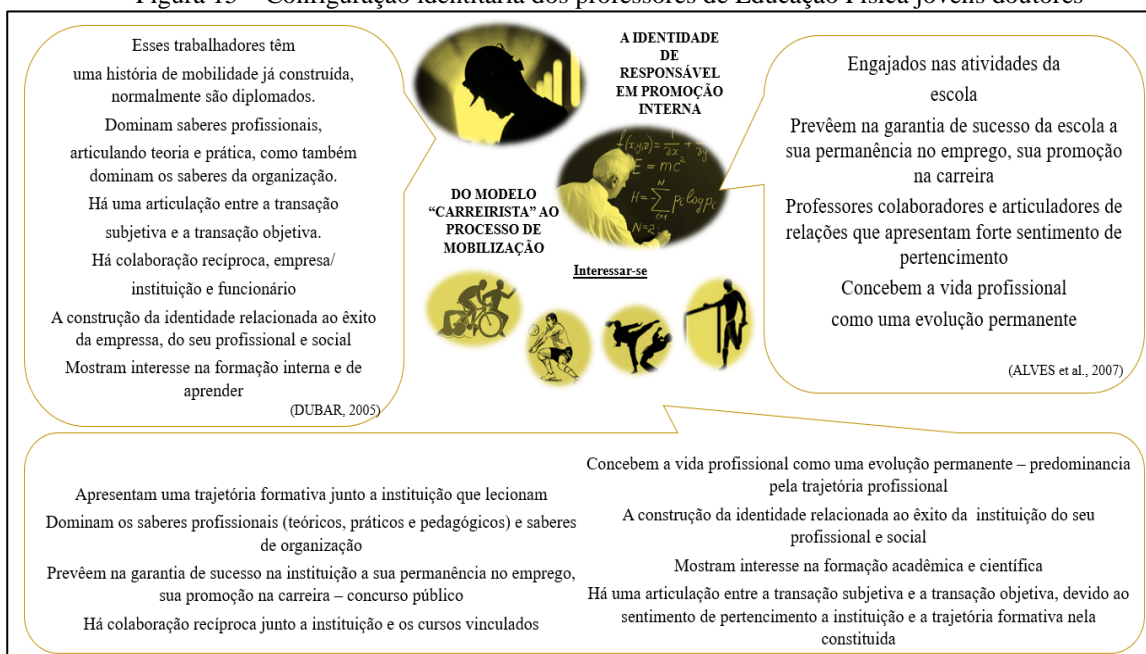 Figura 15 – Configuração identitária dos professores de Educação Física jovens doutores
Esses trabalhadores têm
uma história de mobilidade já construída,
normalmente são diplomados.
Dominam saberes profissionais,
articulando teoria e prática, como também
dominam os saberes da organização.
Há uma articulação entre a transação
subjetiva e a transação objetiva.
Há colaboração recíproca, empresa/
instituição e funcionário
A construção da identidade relacionada ao êxito
da empressa, do seu profissional e social
Mostram interesse na formação interna e de
aprender
(DUBAR, 2005)
A IDENTIDADE
DE
RESPONSÁVEL
EM PROMOÇÃO
INTERNA
E = mc²
N=2
DO MODELO
“CARREIRISTA” AO
PROCESSO DE
MOBILIZAÇÃO
Interessar-se
Engajados nas atividades da
escola
Prevêem na garantia de sucesso da escola a
sua permanência no emprego, sua promoção
na carreira
Professores colaboradores e articuladores de
relações que apresentam forte sentimento de
pertencimento
Concebem a vida profissional
como uma evolução permanente
(ALVES et al., 2007)
Apresentam uma trajetória formativa junto a instituição que lecionam
Dominam os saberes profissionais (teóricos, práticos e pedagógicos) e saberes
de organização
Prevêem na garantia de sucesso na instituição a sua permanência no emprego,
sua promoção na carreira – concurso público
Há colaboração recíproca junto a instituição e os cursos vinculados
Concebem a vida profissional como uma evolução permanente – predominancia
pela trajetória profissional
A construção da identidade relacionada ao êxito da instituição do seu
profissional e social
Mostram interesse na formação acadêmica e científica
Há uma articulação entre a transação subjetiva e a transação objetiva, devido ao
sentimento de pertencimento a instituição e a trajetória formativa nela
constituida